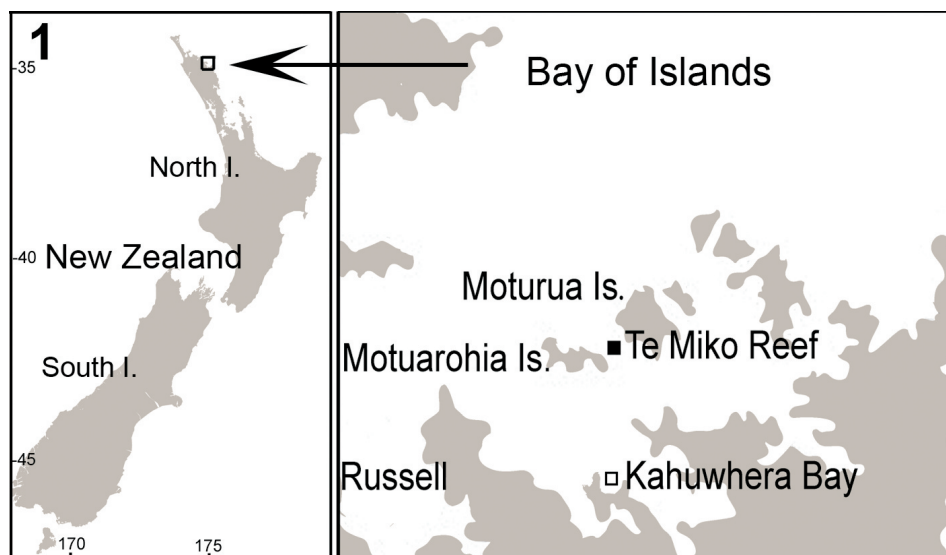 1
-35
North I.
-40
New Zealand
South I.
-45
170
175
Bay of Islands
Moturua Is.
Te Miko Reef
Motuarohia Is.
Russell
Kahuwhera Bay